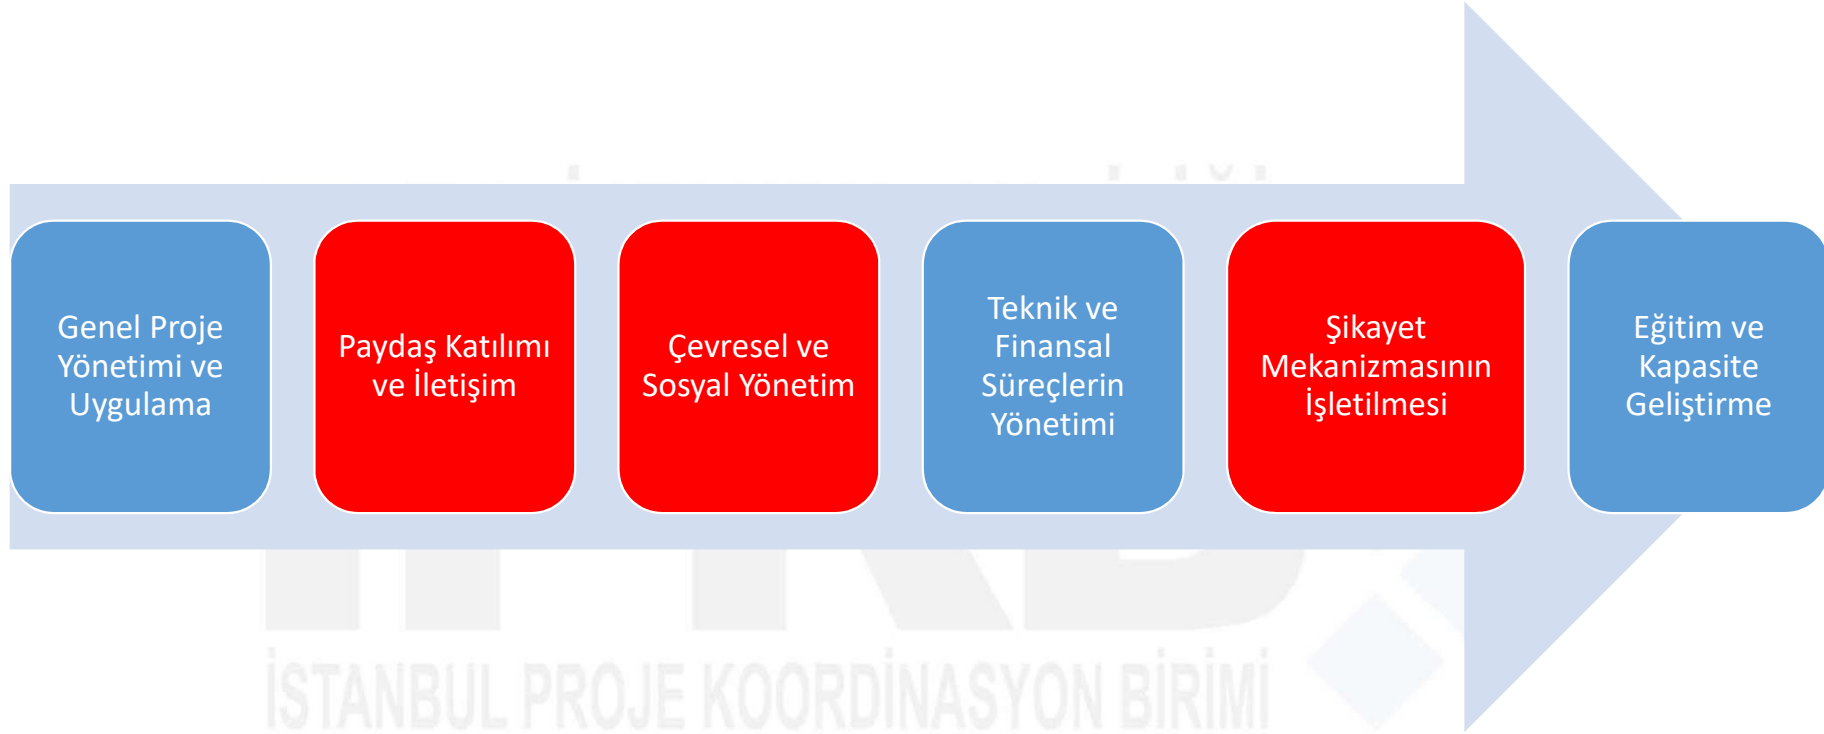 Genel Proje
Yönetimi ve
Uygulama
Paydaş Katılımı
ve İletişim
Çevresel ve
Sosyal Yönetim
Teknik ve
Finansal
Süreçlerin
Yönetimi
Şikayet
Mekanizmasının
İşletilmesi
Eğitim ve
Kapasite
Geliştirme
İSTANBUL PROJE KOORDİNASYON BİRİMİ